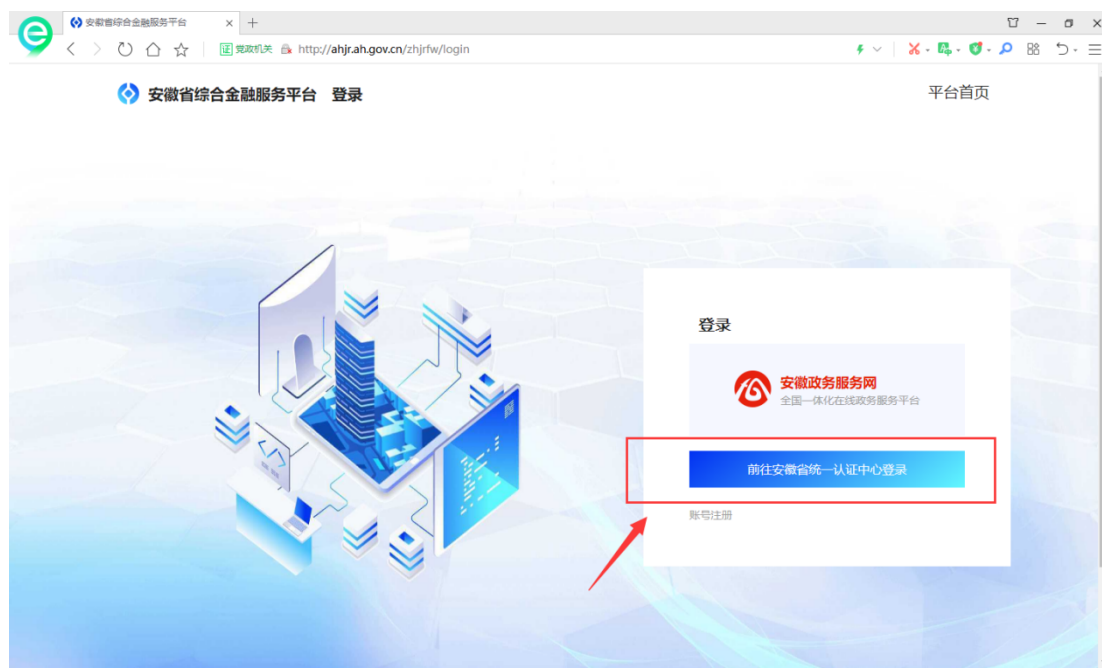 安徽省综合金融服务平台
证 党政机关 http://ahjr.ah.gov.cn/zhjrfw/login
安徽省综合金融服务平台 登录
平台首页
登录
安徽政务服务网
全国一体化在线政务服务平台
前往安徽省统一认证中心登录
账号注册